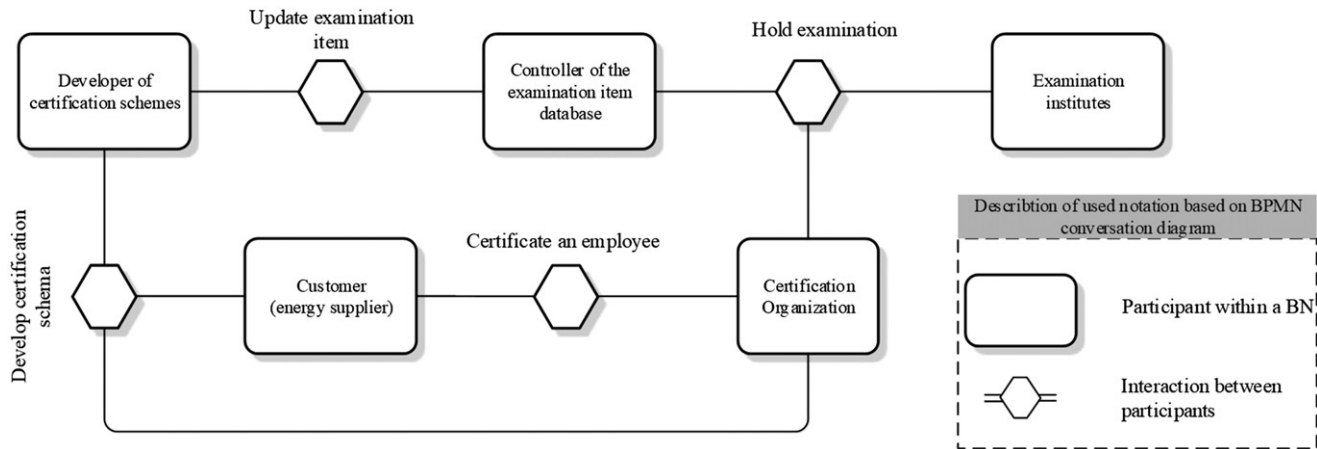 Update examination
item
Hold examination
Developer of
certification schemes
Controller of the
examination item
database
Examination
institutes
Describtion of used notation based on BPMN
conversation diagram
Develop certification
schema
Customer
(energy supplier)
Certificate an employee
Certification
Organization
Participant within a BN
Interaction between
participants